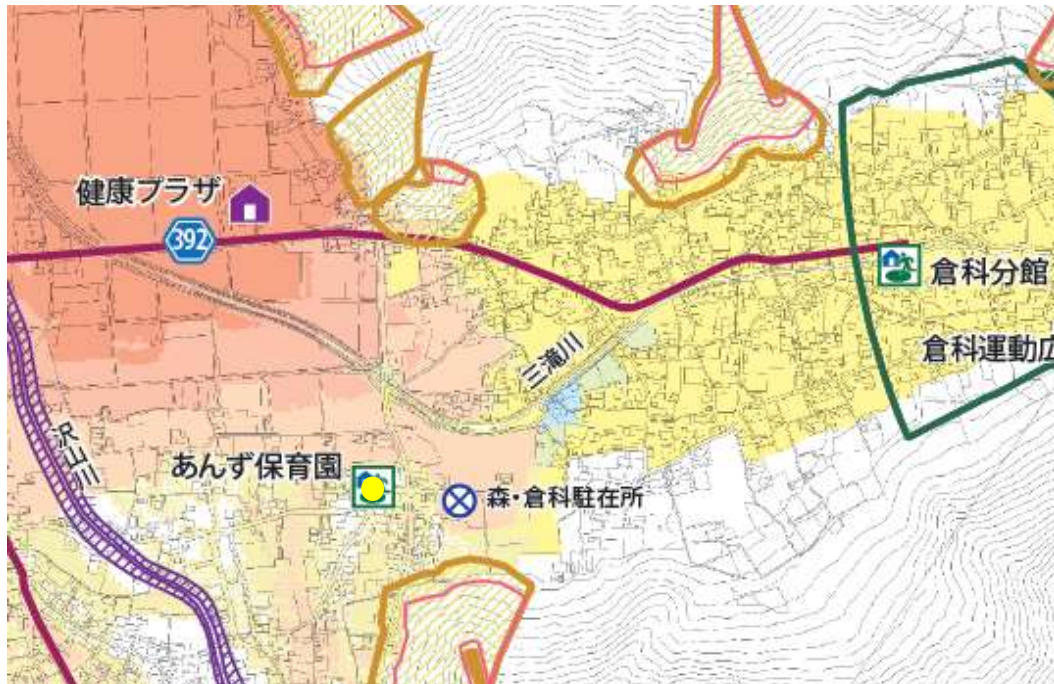 健康プラザ
392
倉科分館
倉科運動広
三滝川
沢山川
あんず保育園
森・倉科駐在所